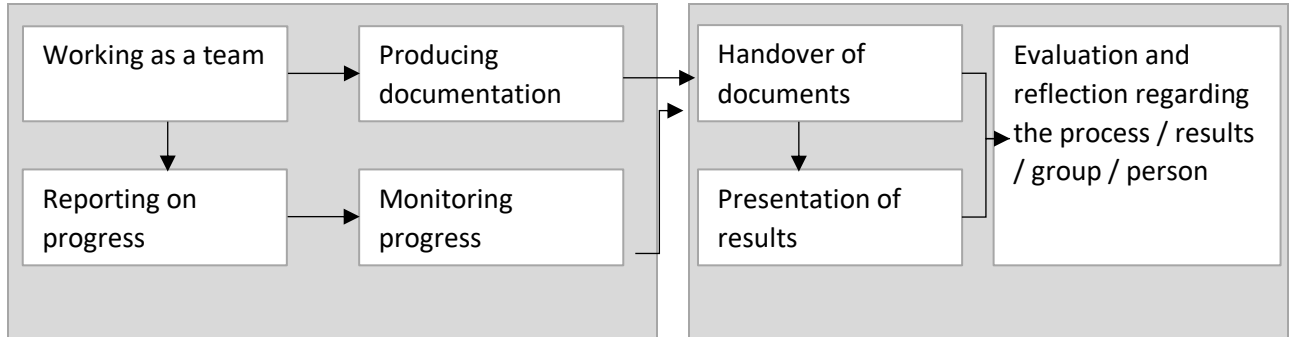 Working as a team
Producing
documentation
Handover of
documents
Evaluation and
reflection regarding
the process / results
/ group / person
Reporting on
progress
Monitoring
progress
Presentation of
results